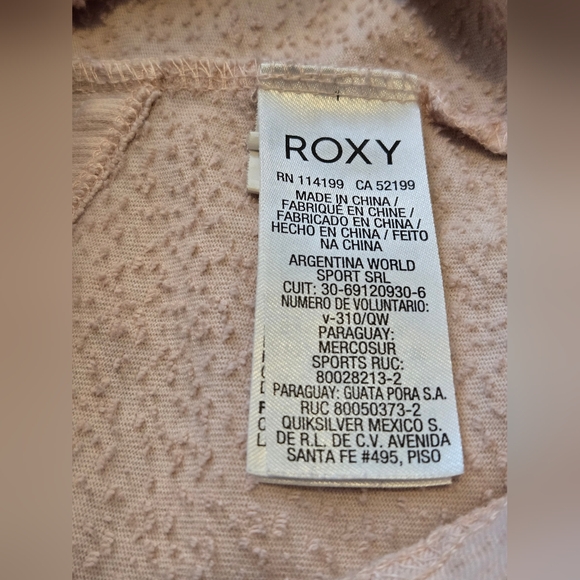 ROXY
RN 114199 CA 52199
MADE IN CHINA /
FABRIQUÉ EN CHINE /
FABRICADO EN CHINA /
HECHO EN CHINA / FEITO
NA CHINA
ARGENTINA WORLD
SPORT SRL
CUIT: 30-69120930-6
NUMERO DE VOLUNTARIO:
v-310/QW
PARAGUAY:
MERCOSUR
SPORTS RUC:
80028213-2
PARAGUAY: GUATA PÓRA S.A.
RUC 80050373-2
QUIKSILVER MEXICO S.
DE R.L. DE C.V. AVENIDA
SANTA FE #495, PISO